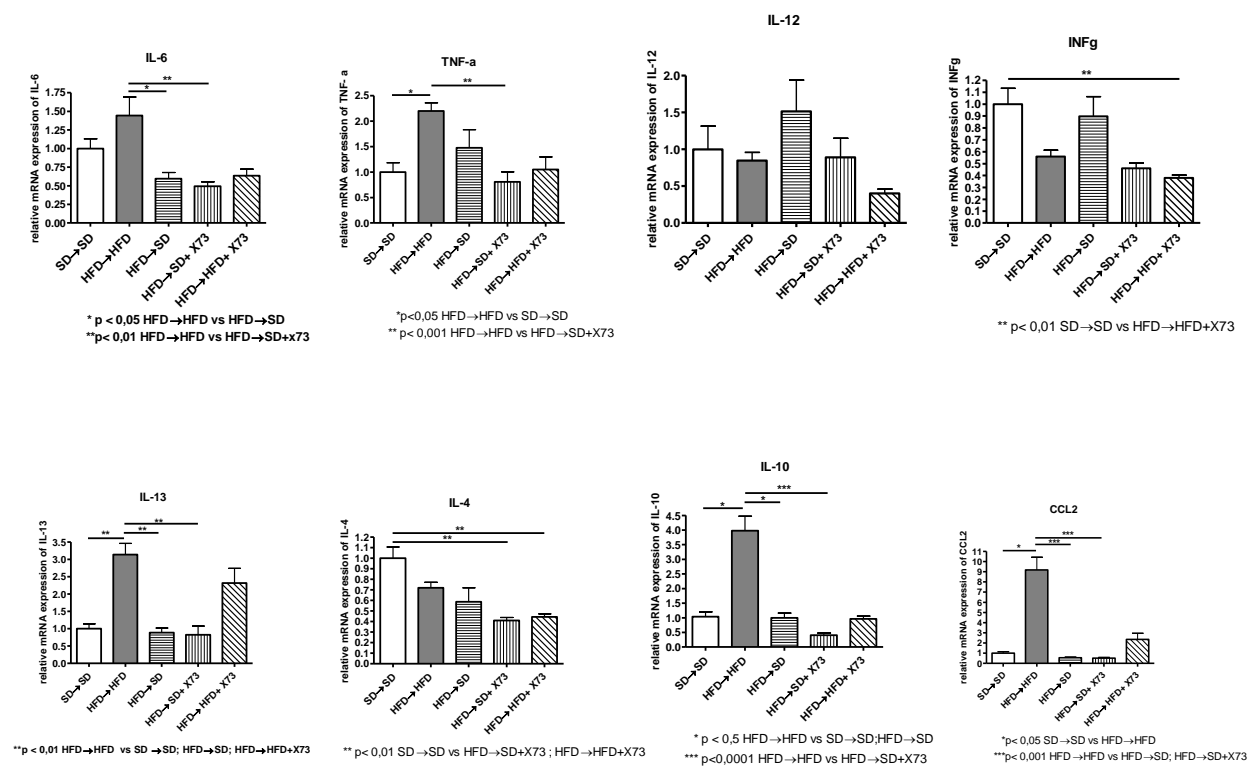 IL-6
relative mRNA expression of IL-6
1.75
1.50
1.25
1.00
0.75
0.50
0.25
0.00
*
**
SD→SD
HFD→HFD
HFD→SD
HFD→SD+ X73
HFD→HFD+ X73
* p < 0,05 HFD→HFD vs HFD→SD
**p< 0,01 HFD→HFD vs HFD→SD+x73
TNF-a
relative mRNA expression of TNF- a
2.5
2.0
1.5
1.0
0.5
0.0
*
**
SD→SD
HFD→HFD
HFD→SD
HFD→SD+ X73
HFD→HFD+ X73
*p<0,05 HFD→HFD vs SD→SD
** p< 0,001 HFD→HFD vs HFD→SD+X73
IL-12
relative mRNA expression of IL-12
2.0
1.5
1.0
0.5
0.0
SD→SD
HFD→HFD
HFD→SD
HFD→SD+ X73
HFD→HFD+ X73
INFg
relative mRNA expression of INFg
1.2
1.1
1.0
0.9
0.8
0.7
0.6
0.5
0.4
0.3
0.2
0.1
0.0
**
SD→SD
HFD→HFD
HFD→SD
HFD→SD+ X73
HFD→HFD+ X73
** p< 0,01 SD→SD vs HFD→HFD+X73
IL-13
relative mRNA expression of IL-13
3.5
3.0
2.5
2.0
1.5
1.0
0.5
0.0
**
**
**
SD→SD
HFD→HFD
HFD→SD
HFD→SD+ X73
HFD→HFD+ X73
**p < 0,01 HFD→HFD vs SD →SD; HFD→SD; HFD→HFD+X73
IL-4
relative mRNA expression of IL-4
1.2
1.1
1.0
0.9
0.8
0.7
0.6
0.5
0.4
0.3
0.2
0.1
0.0
**
**
SD→SD
HFD→HFD
HFD→SD
HFD→SD+ X73
HFD→HFD+ X73
** p < 0,01 SD→SD vs HFD→SD+X73 ; HFD→HFD+X73
IL-10
relative mRNA expression of IL-10
4.5
4.0
3.5
3.0
2.5
2.0
1.5
1.0
0.5
0.0
*
*
***
SD→SD
HFD→HFD
HFD→SD
HFD→SD+ X73
HFD→HFD+ X73
* p < 0,5 HFD→HFD vs SD→SD;HFD→SD
*** p<0,0001 HFD→HFD vs HFD→SD+X73
CCL2
relative mRNA expression of CCL2
11
10
9
8
7
6
5
4
3
2
1
0
*
***
***
SD→SD
HFD→HFD
HFD→SD
HFD→SD+ X73
HFD→HFD+ X73
*p< 0,05 SD→SD vs HFD→HFD
***p< 0,001 HFD→HFD vs HFD→SD; HFD→SD+X73